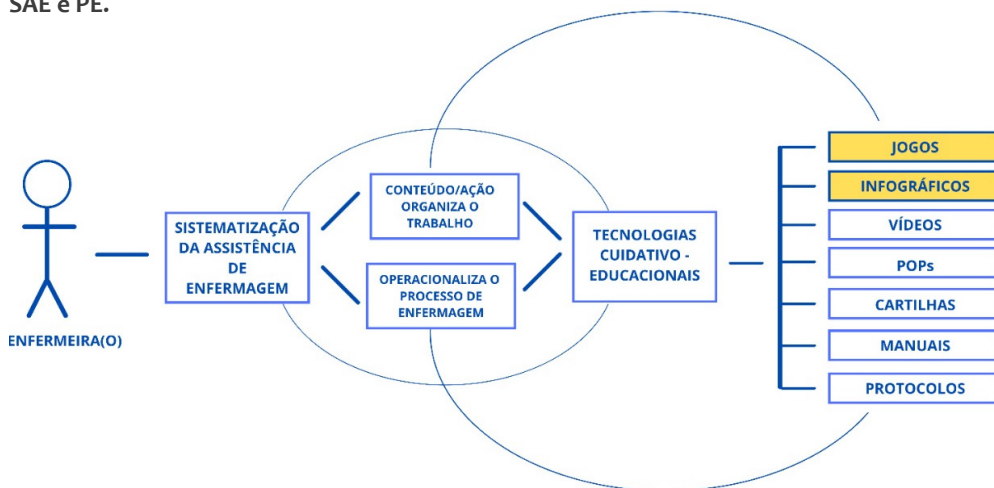 SAE e PE.
ENFERMEIRA(O)
SISTEMATIZAÇÃO
DA ASSISTÊNCIA
DE
ENFERMAGEM
CONTEÚDO/AÇÃO
ORGANIZA O
TRABALHO
OPERACIONALIZA O
PROCESSO DE
ENFERMAGEM
TECNOLOGIAS
CUIDATIVO -
EDUCACIONAIS
JOGOS
INFOGRÁFICOS
VÍDEOS
POPs
CARTILHAS
MANUAIS
PROTOCOLOS